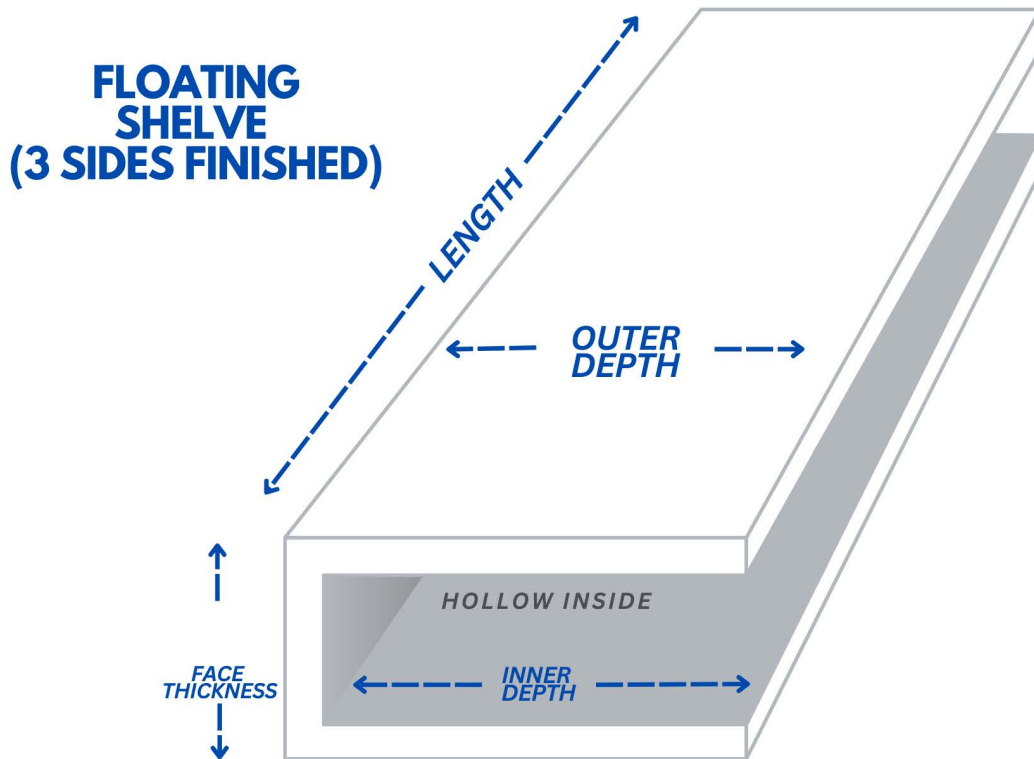 FLOATING
SHELVE
(3 SIDES FINISHED)
LENGTH
OUTER
DEPTH
HOLLOW INSIDE
FACE
THICKNESS
INNER
DEPTH